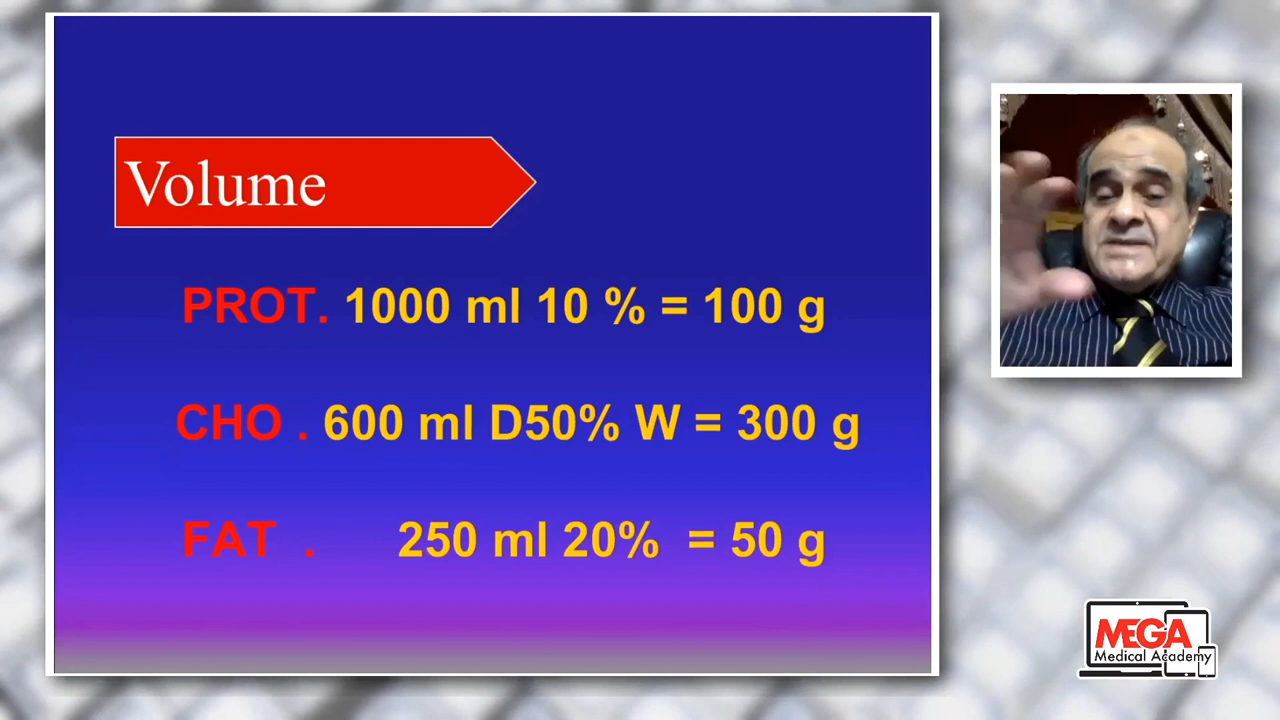 Volume
PROT. 1000 ml 10 % = 100 g
CHO . 600 ml D50% W = 300 g
FAT . 250 ml 20% = 50 g
MEGA
Medical Academy